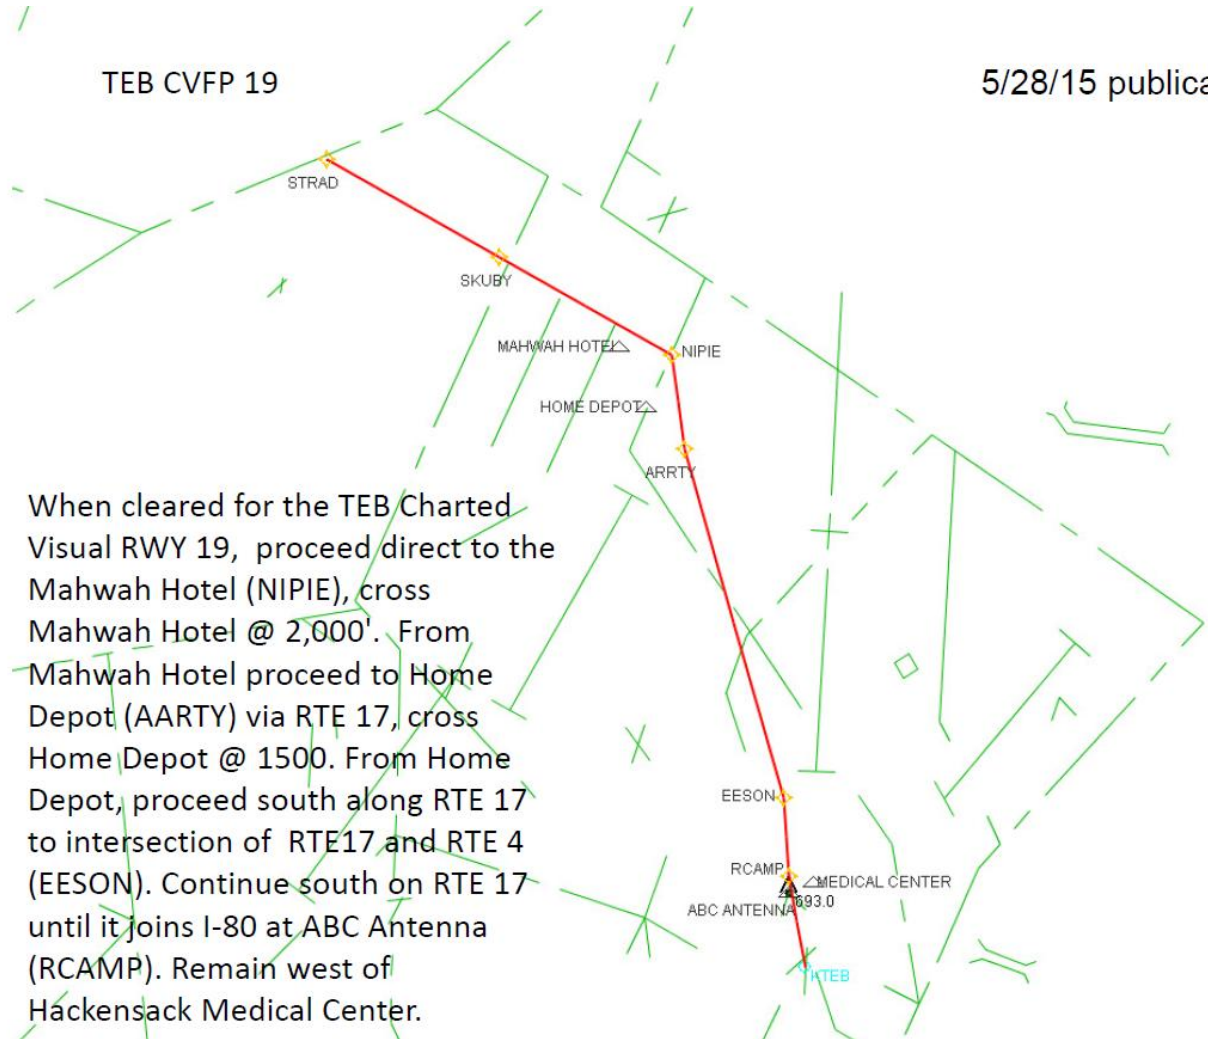 TEB CVFP 19
5/28/15 publica
STRAD
SKUBY
MAHWAH HOTEL
NIPIE
HOME DEPOT
ARRTY
When cleared for the TEB Charted
Visual RWY 19, proceed direct to the
Mahwah Hotel (NIPIE), cross
Mahwah Hotel @ 2,000'. From
Mahwah Hotel proceed to Home
Depot (AARTY) via RTE 17, cross
Home Depot @ 1500. From Home
Depot, proceed south along RTE 17
to intersection of RTE17 and RTE 4
(EESON). Continue south on RTE 17
until it joins I-80 at ABC Antenna
(RCAMP). Remain west of
Hackensack Medical Center.
EESON
RCAMP
MEDICAL CENTER
693.0
ABC ANTENNA
KTEB